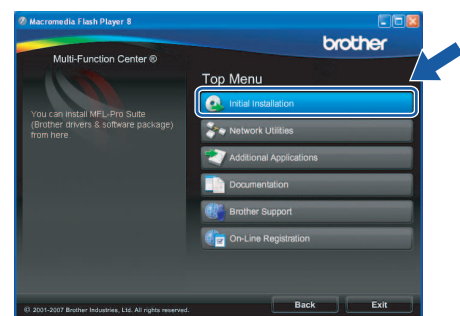 Macromedia Flash Player 8
brother
Multi-Function Center ®
Top Menu
Initial Installation
You can install MFL-Pro Suite
(Brother drivers & software package)
from here.
Network Utilities
Additional Applications
Documentation
Brother Support
On-Line Registration
© 2001-2007 Brother Industries, Ltd. All rights reserved.
Back
Exit